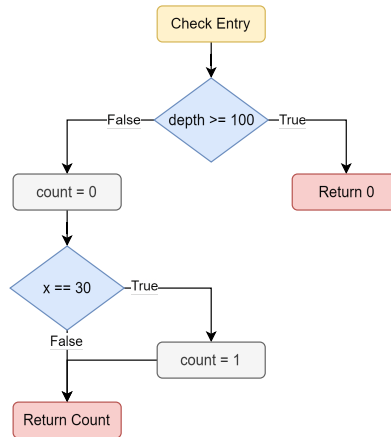 Check Entry
depth >= 100
False
True
count = 0
Return 0
x == 30
True
False
count = 1
Return Count